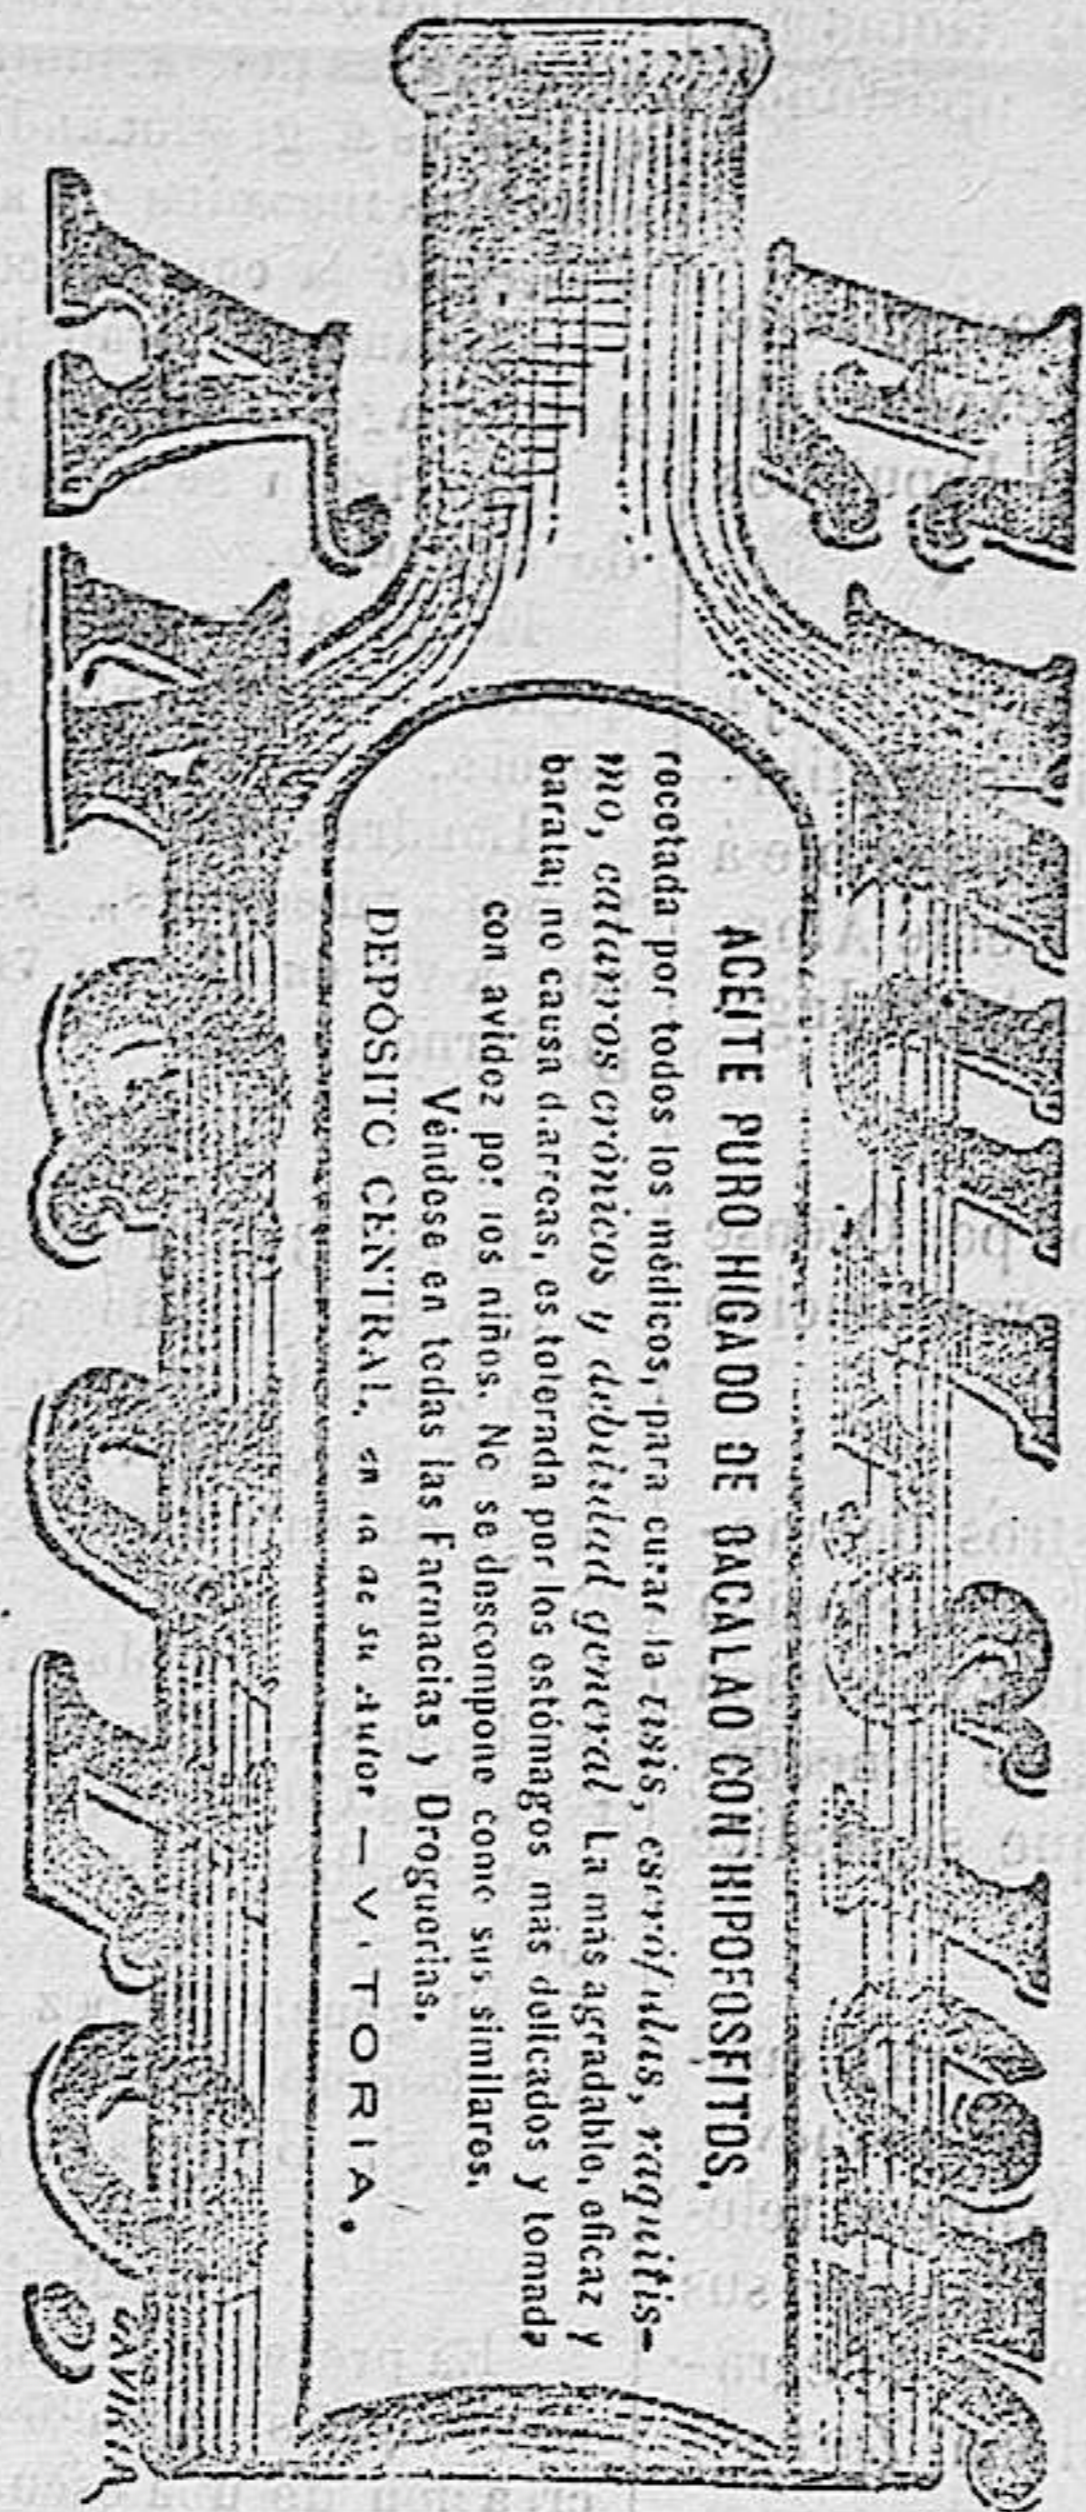 ACEITE PURO HIGADO DE BACALAO CON HIPOFOSFITOS,
recetada por todos los médicos, para curar la tisis, escrófulas, raquitis-
mo, catarros crónicos y debilidad general La mas agradable, eficaz y
barata; no causa diarreas, es tolerada por los estómagos más delicados y tomada
con avidez por los niños. No se descompone como sus similares.
Véndese en todas las Farmacias y Droguerias.
DEPÓSITO CENTRAL, en la de su Autor — VITORIA.
GAVIRIA